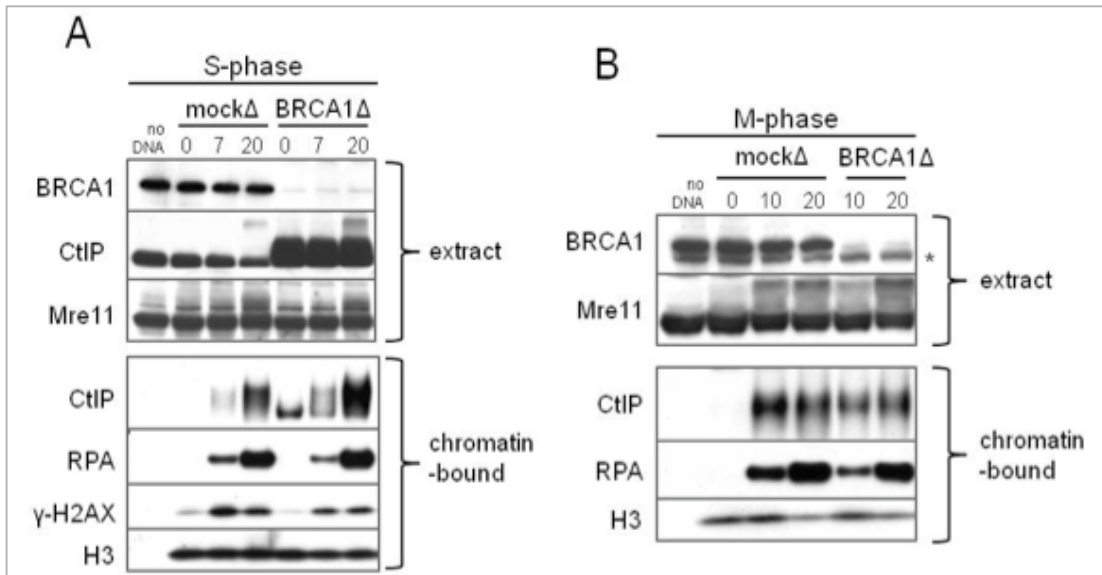 A
S-phase
mockΔ BRCA1Δ
no DNA 0 7 20 0 7 20
BRCA1
CtIP
Mre11
extract
CtIP
RPA
γ-H2AX
H3
chromatin
-bound
B
M-phase
mockΔ BRCA1Δ
no DNA 0 10 20 10 20
BRCA1
*
Mre11
extract
CtIP
RPA
H3
chromatin
-bound